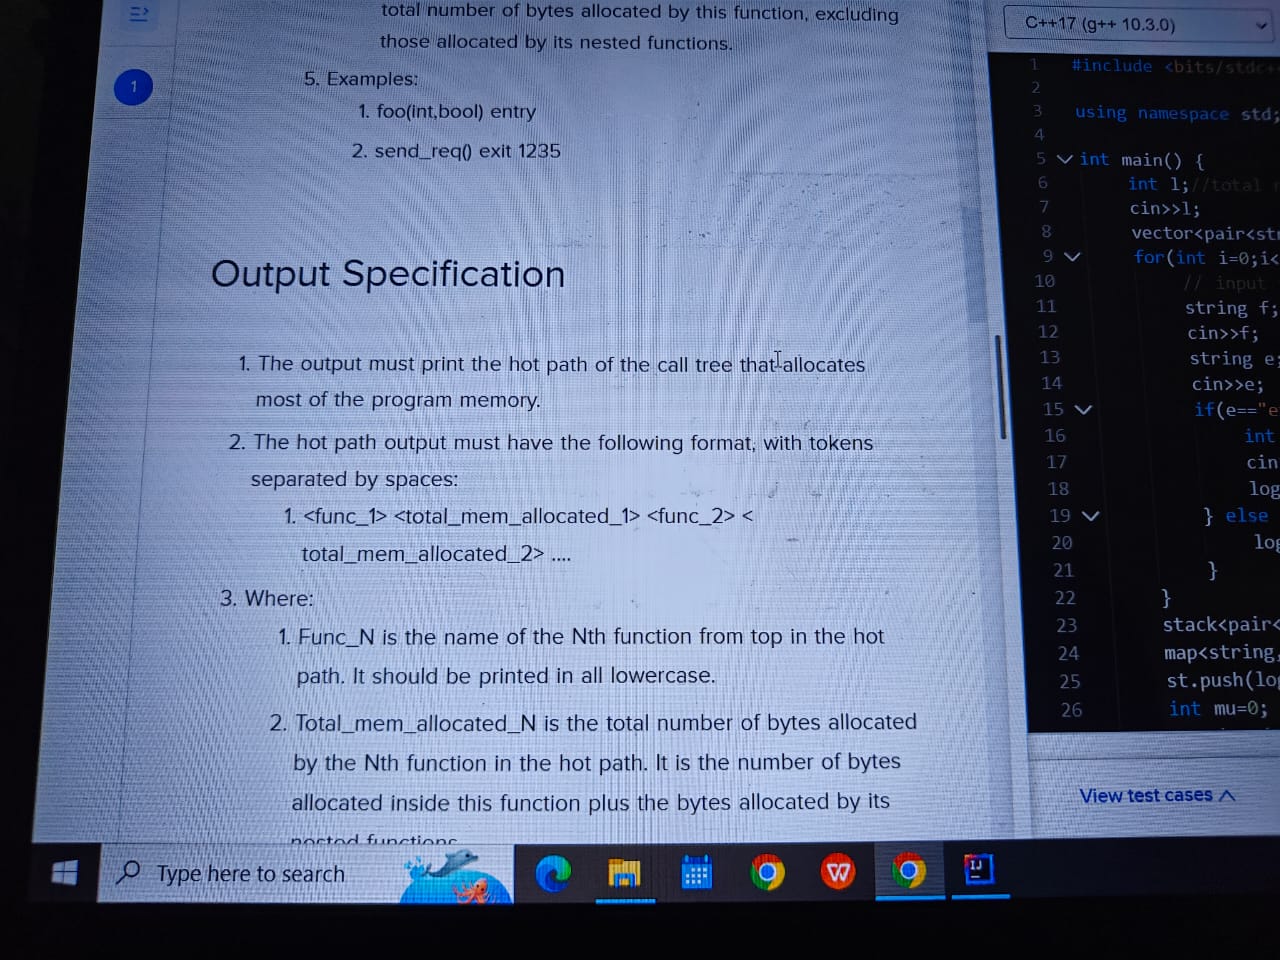 total number of bytes allocated by this function, excluding
those allocated by its nested functions.
5. Examples:
1. foo(int,bool) entry
2. send_req() exit 1235
1
Output Specification
1. The output must print the hot path of the call tree that allocates
most of the program memory.
2. The hot path output must have the following format, with tokens
separated by spaces:
1. <func_1> <total_mem_allocated_1> <func_2> <
total_mem_allocated_2> ....
3. Where:
1. Func_N is the name of the Nth function from top in the hot
path. It should be printed in all lowercase.
2. Total_mem_allocated_N is the total number of bytes allocated
by the Nth function in the hot path. It is the number of bytes
allocated inside this function plus the bytes allocated by its
nested functions
C++17 (g++ 10.3.0)
1 #include <bits/stdc+
2
3 using namespace std;
4
5 int main() {
6 int l;//total
7 cin>>l;
8 vector<pair<st
9 for(int i=0;i<
10 // input
11 string f;
12 cin>>f;
13 string e;
14 cin>>e;
15 if(e=="e
16 int
17 cin
18 log
19 } else
20 log
21 }
22 }
23 stack<pair<
24 map<string,
25 st.push(lo
26 int mu=0;
View test cases
Type here to search
W
IJ